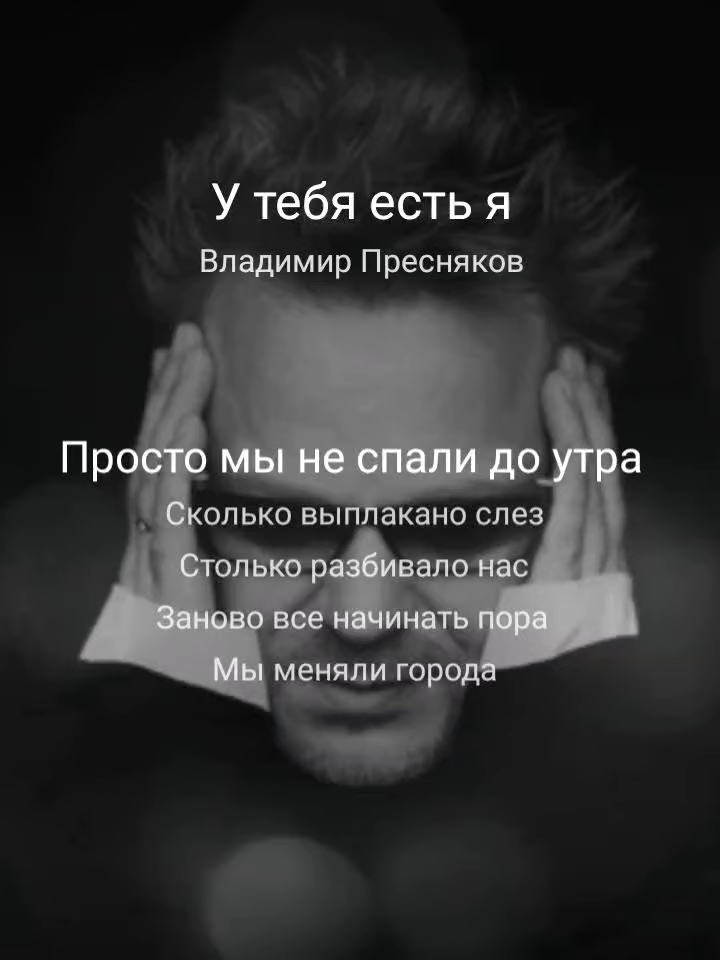 У тебя есть я
Владимир Пресняков
Просто мы не спали до утра
Сколько выплакано слез
Столько разбивало нас
Заново все начинать пора
Мы меняли города